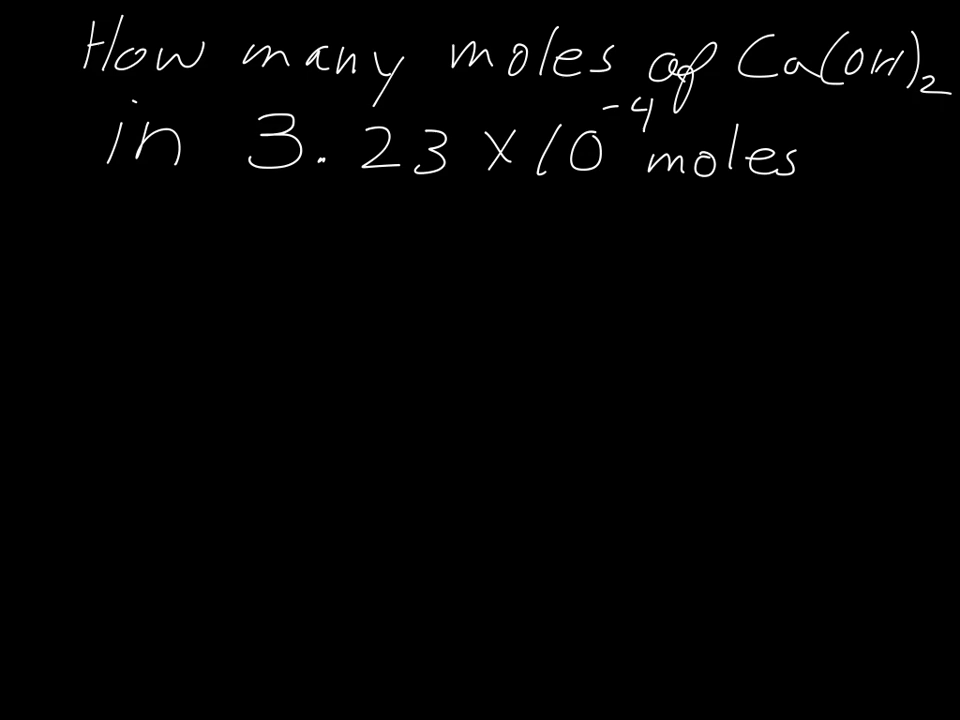 How many moles of Ca(OH)₂
in 3.23 x 10⁻⁴ moles